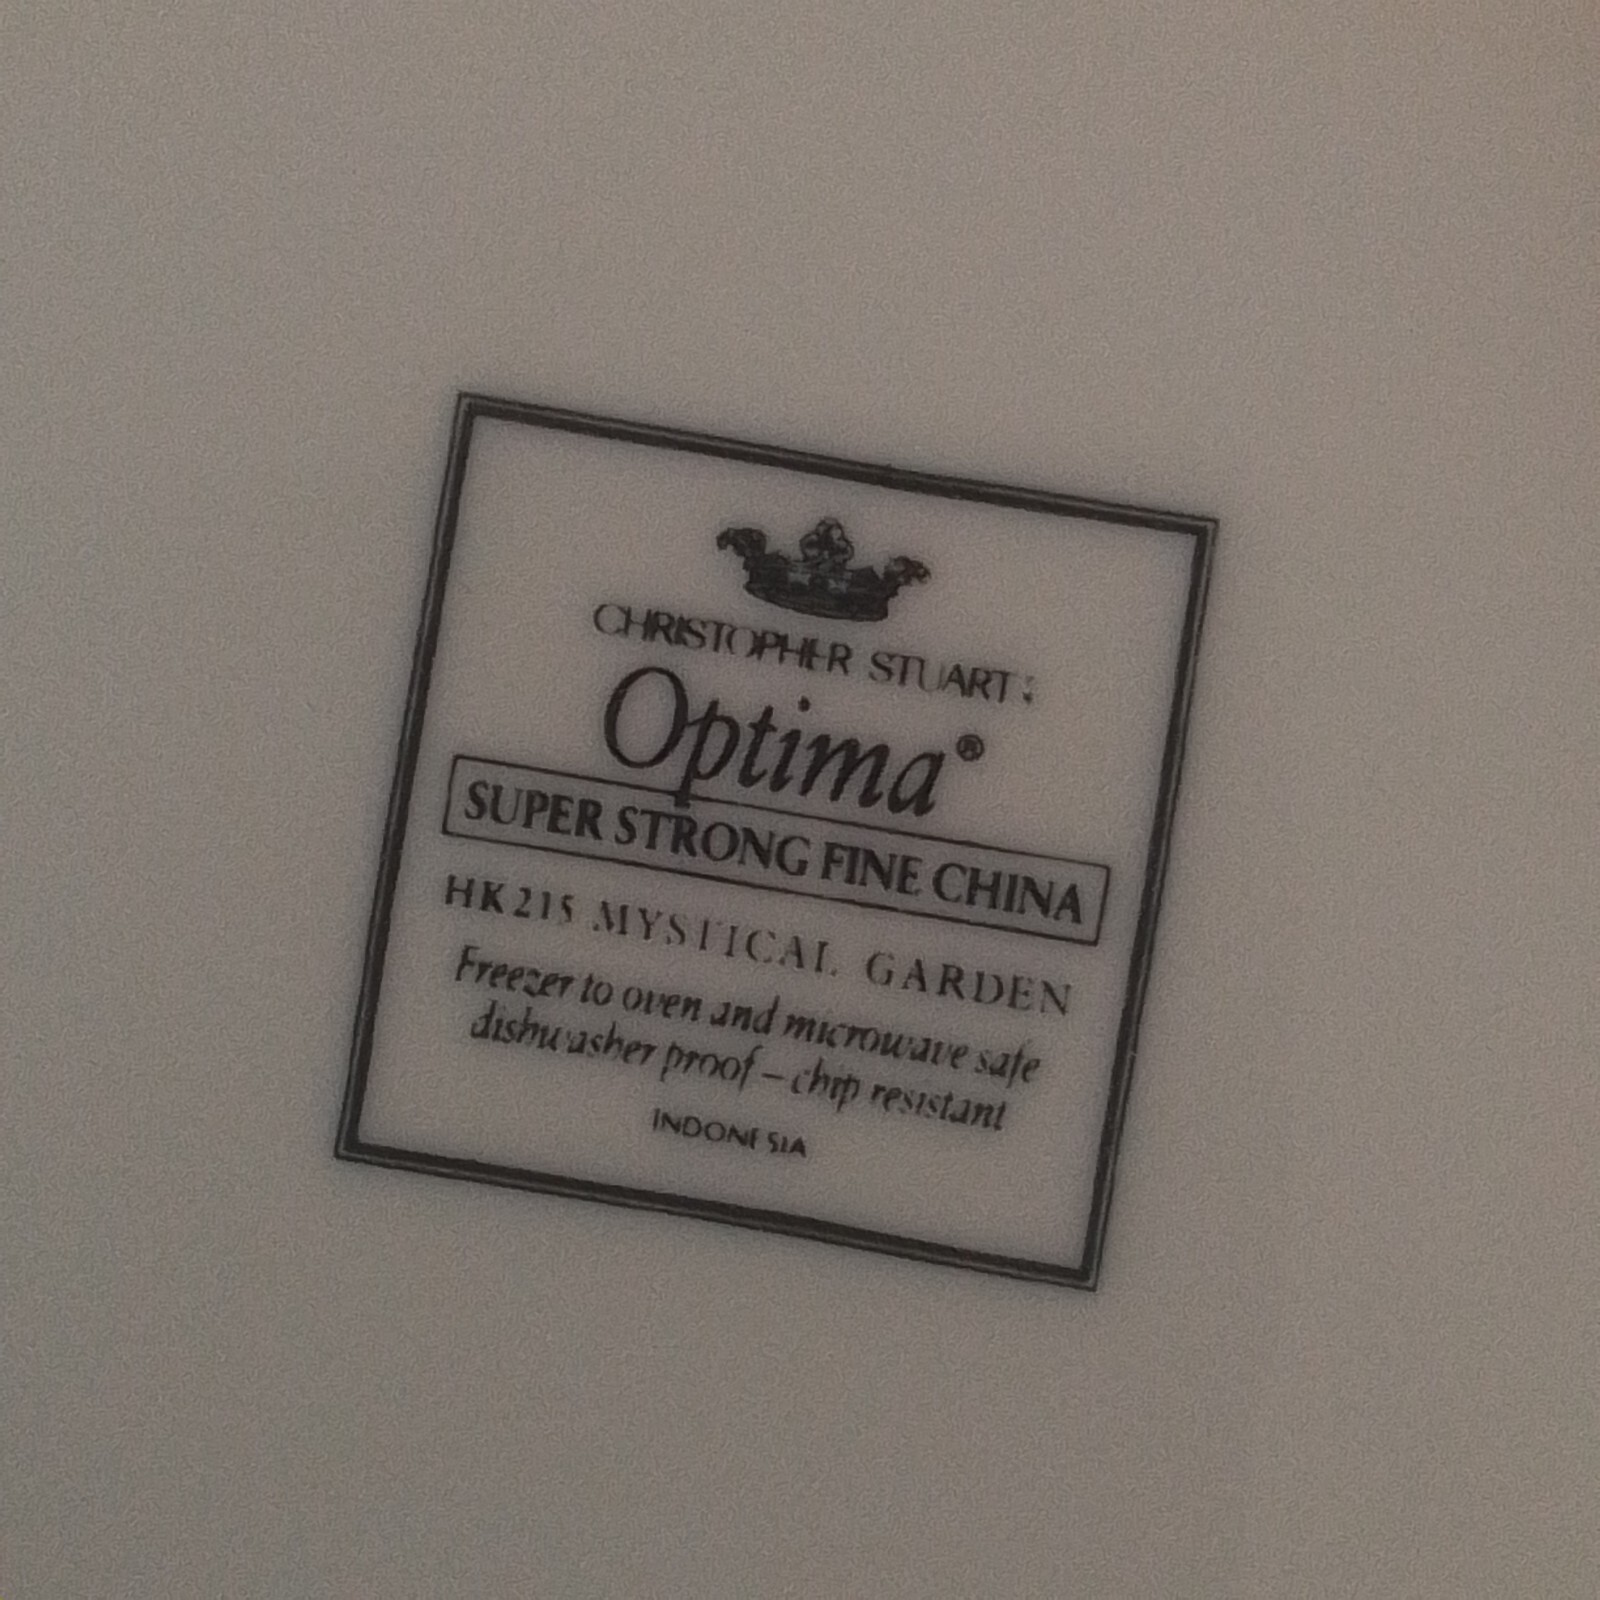 CHRISTOPHER STUART
Optima®
SUPER STRONG FINE CHINA
HK215 MYSTICAL GARDEN
Freezer to oven and microwave safe
dishwasher proof – chip resistant
INDONESIA